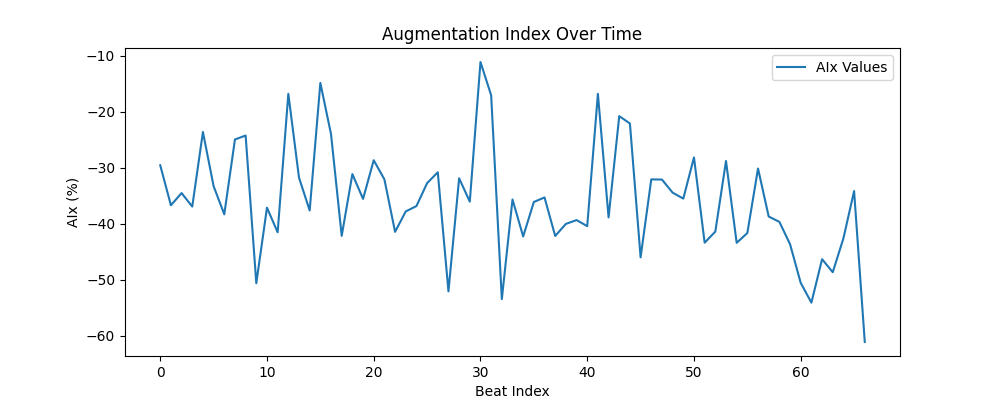 Augmentation Index Over Time
AIx Values
−10
−20
−30
−40
−50
−60
AIx (%)
0 10 20 30 40 50 60
Beat Index